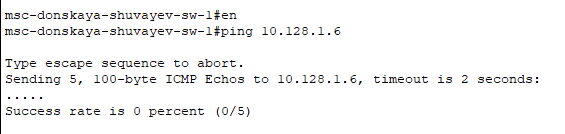 msc-donskaya-shuvayev-sw-1#en
msc-donskaya-shuvayev-sw-1#ping 10.128.1.6
Type escape sequence to abort.
Sending 5, 100-byte ICMP Echos to 10.128.1.6, timeout is 2 seconds:
.....
Success rate is 0 percent (0/5)